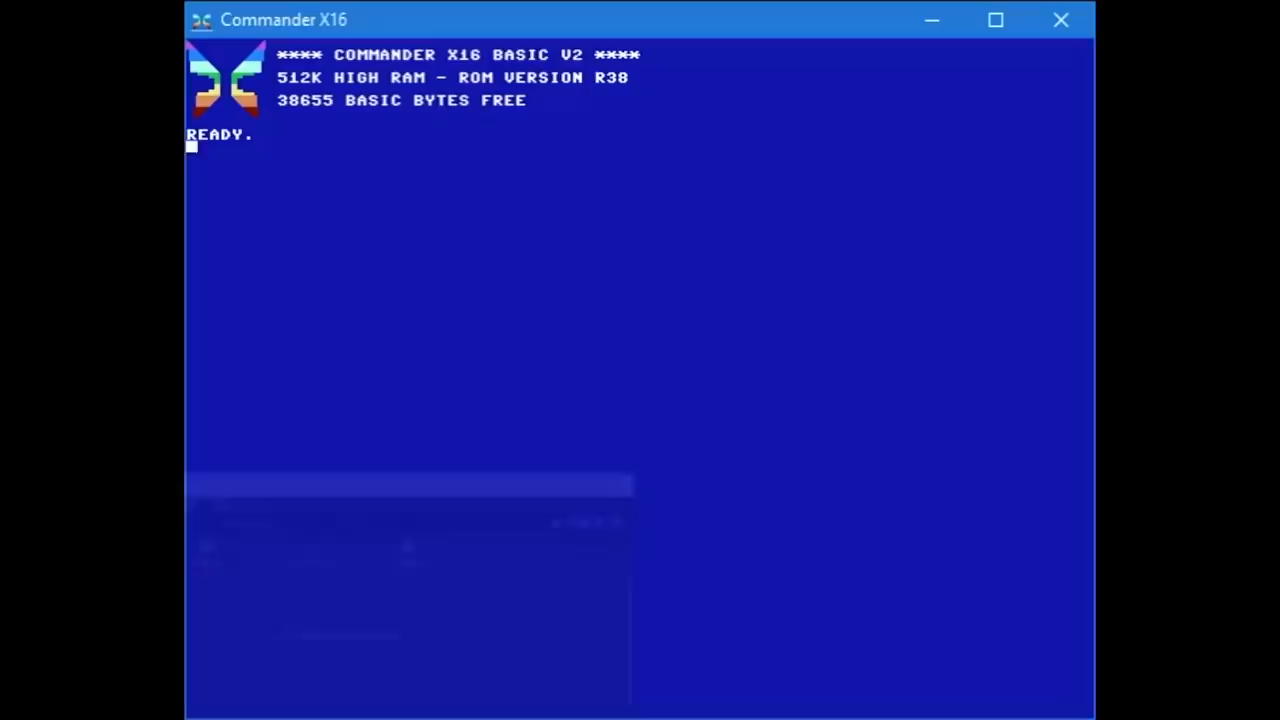 Commander X16
**** COMMANDER X16 BASIC V2 ****
512K HIGH RAM - ROM VERSION R38
38655 BASIC BYTES FREE
READY.